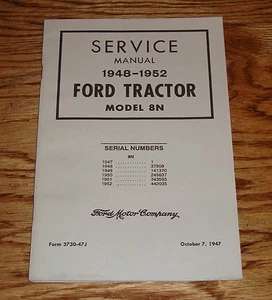 SERVICE
MANUAL
1948-1952
FORD TRACTOR
MODEL 8N
SERIAL NUMBERS
8N
1947 ............ 1
1948 ............ 37908
1949 ............ 141370
1950 ............ 245637
1951 ............ 343593
1952 ............ 442035
Ford Motor Company
Form 3730-47J October 7, 1947